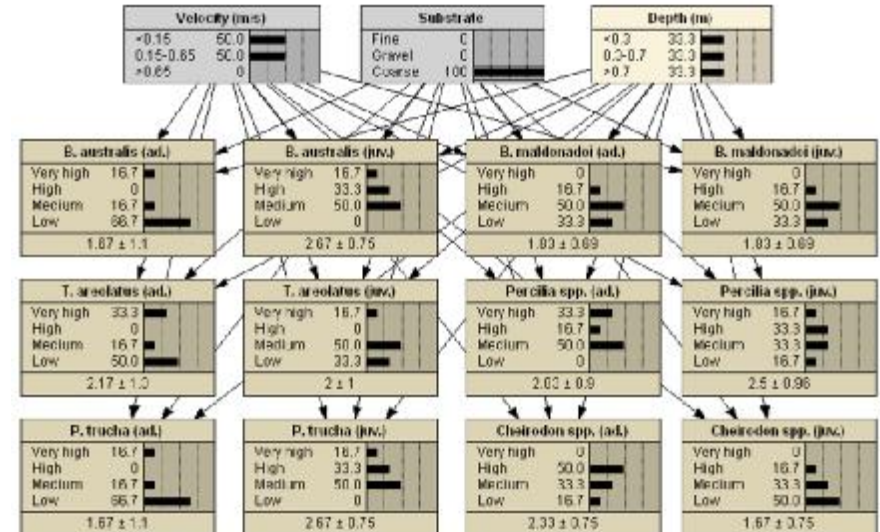 Velocity (m/s)
<0.15 50.0
0.15-0.65 50.0
>0.65 0
Substrate
Fine 0
Gravel 0
Coarse 100
Depth (m)
<0.3 33.3
0.3-0.7 33.3
>0.7 33.3
B. australis (ad.)
Very high 16.7
High 0
Medium 16.7
Low 66.7
1.67 ± 1.1
B. australis (juv.)
Very high 16.7
High 33.3
Medium 50.0
Low 0
2.67 ± 0.75
B. maldonadoi (ad.)
Very high 0
High 16.7
Medium 50.0
Low 33.3
1.83 ± 0.69
B. maldonadoi (juv.)
Very high 0
High 16.7
Medium 50.0
Low 33.3
1.83 ± 0.69
T. areolatus (ad.)
Very high 33.3
High 0
Medium 16.7
Low 50.0
2.17 ± 1.3
T. areolatus (juv.)
Very high 16.7
High 0
Medium 50.0
Low 33.3
2 ± 1
Percilia spp. (ad.)
Very high 33.3
High 16.7
Medium 50.0
Low 0
± 0.9
Percilia spp. (juv.)
Very high 16.7
High 33.3
Medium 33.3
Low 16.7
2.5 ± 0.96
P. trucha (ad.)
Very high 16.7
High 0
Medium 16.7
Low 66.7
1.67 ± 1.1
P. trucha (juv.)
Very high 16.7
High 33.3
Medium 50.0
Low 0
2.67 ± 0.75
Cheirodon spp. (ad.)
Very high 0
High 50.0
Medium 33.3
Low 16.7
2.33 ± 0.75
Cheirodon spp. (juv.)
Very high 0
High 16.7
Medium 33.3
Low 50.0
1.67 ± 0.75